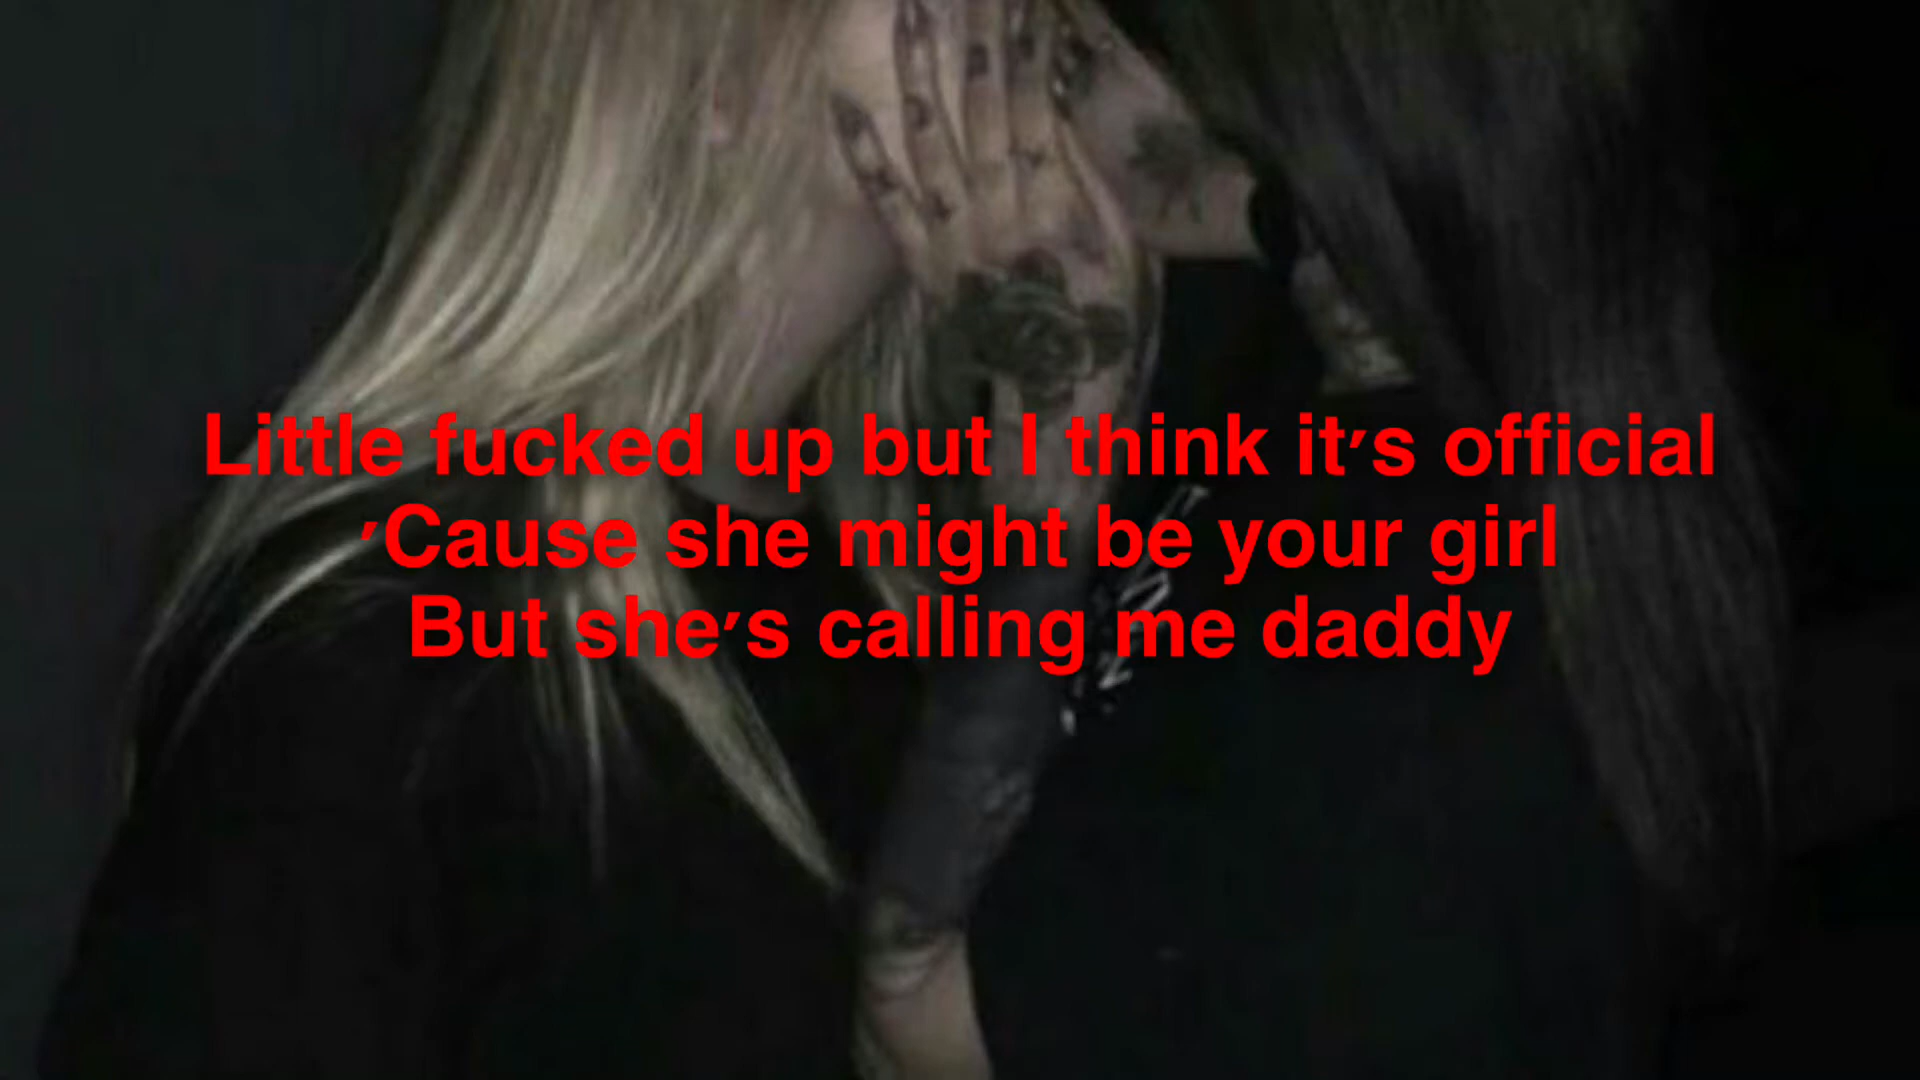 Little fucked up but I think it's official
'Cause she might be your girl
But she's calling me daddy